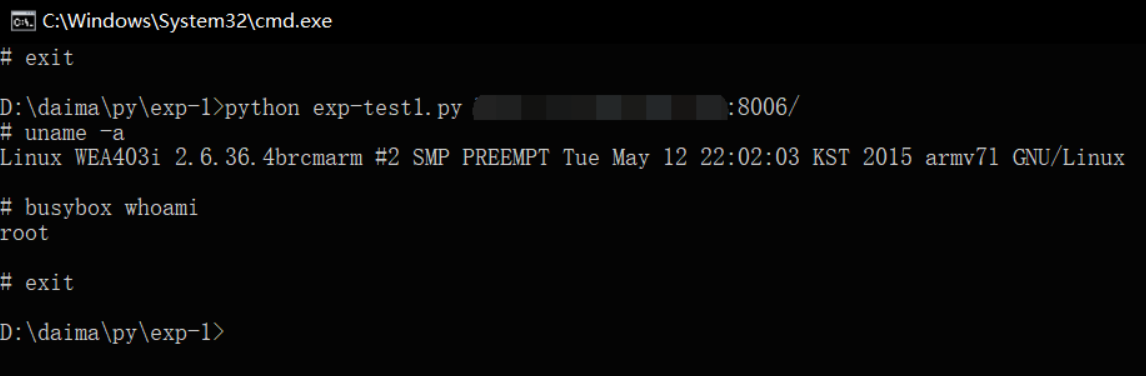 C:\Windows\System32\cmd.exe
# exit
D:\daima\py\exp-1>python exp-test1.py :8006/
# uname -a
Linux WEA403i 2.6.36.4brcmarm #2 SMP PREEMPT Tue May 12 22:02:03 KST 2015 armv7l GNU/Linux
# busybox whoami
root
# exit
D:\daima\py\exp-1>